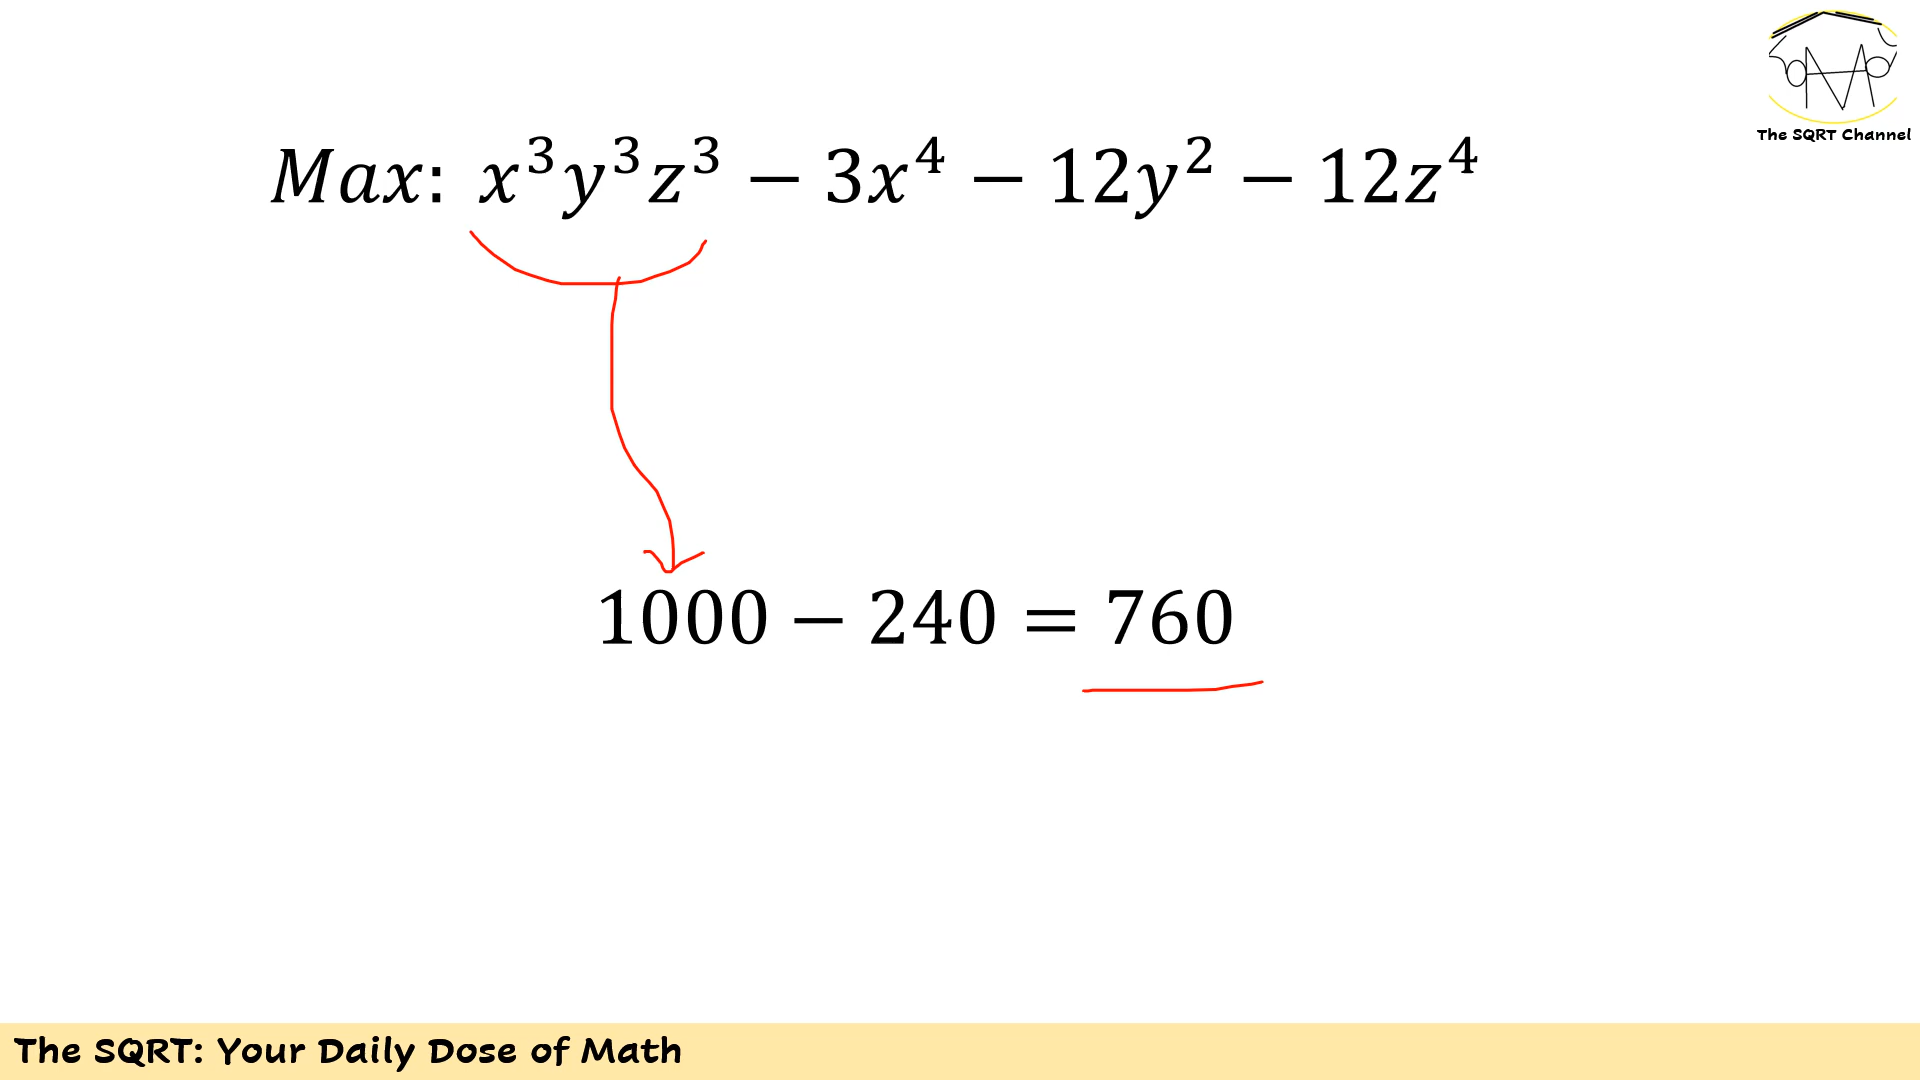 The SQRT Channel
Max: x³y³z³ − 3x⁴ − 12y² − 12z⁴
1000 − 240 = 760
The SQRT: Your Daily Dose of Math